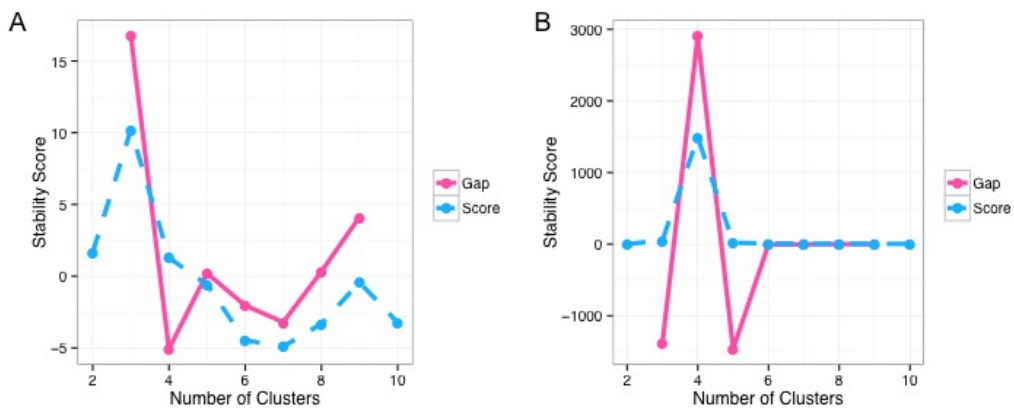 A
Stability Score
15
10
5
0
−5
2 4 6 8 10
Number of Clusters
Gap
Score
B
Stability Score
3000
2000
1000
0
−1000
2 4 6 8 10
Number of Clusters
Gap
Score